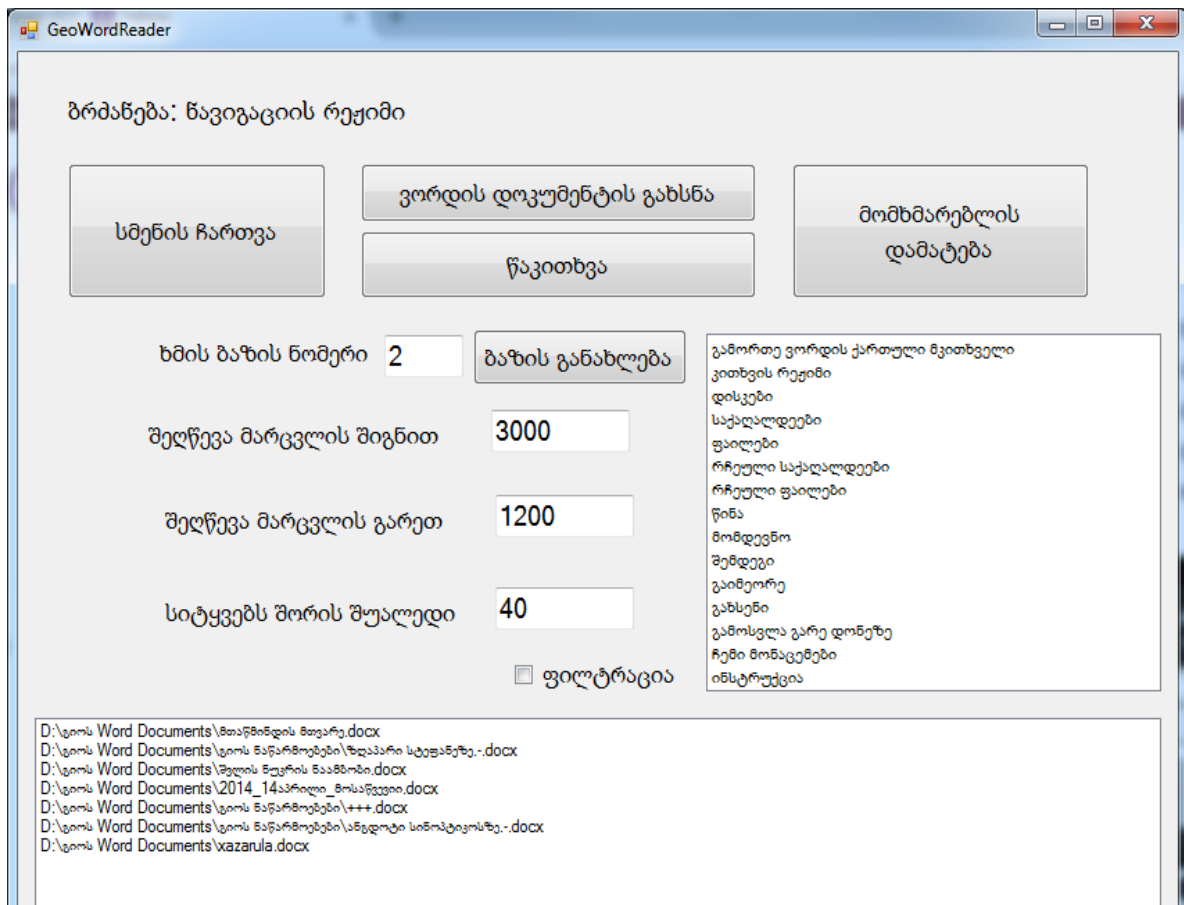 GeoWordReader
ბრძანება: ნავიგაციის რეჟიმი
სმენის ჩართვა
ვორდის დოკუმენტის გახსნა
წაკითხვა
მომხმარებლის
დამატება
ხმის ბაზის ნომერი 2 ბაზის განახლება
შეღწევა მარცვლის შიგნით 3000
შეღწევა მარცვლის გარეთ 1200
სიტყვებს შორის შუალედი 40
ფილტრაცია
გამორთე ვორდის ქართული მკითხველი
კითხვის რეჟიმი
დისკები
საქაღალდეები
ფაილები
რჩეული საქაღალდეები
რჩეული ფაილები
წინა
მომდევნო
შემდეგი
გაიმეორე
გახსენი
გამოსვლა გარე დონეზე
ჩემი მონაცემები
ინსტრუქცია
D:\გიოს Word Documents\მთაწმინდის მთვარე.docx
D:\გიოს Word Documents\გიოს ნაწარმოებები\ზღაპარი სტეფანეზე.-.docx
D:\გიოს Word Documents\შვლის ნუკრის ნაამბობი.docx
D:\გიოს Word Documents\2014_14აპრილი_მოსაწვევი.docx
D:\გიოს Word Documents\გიოს ნაწარმოებები\+++.docx
D:\გიოს Word Documents\გიოს ნაწარმოებები\ანგდოტი სინოპტიკოსზე.-.docx
D:\გიოს Word Documents\xazarula.docx